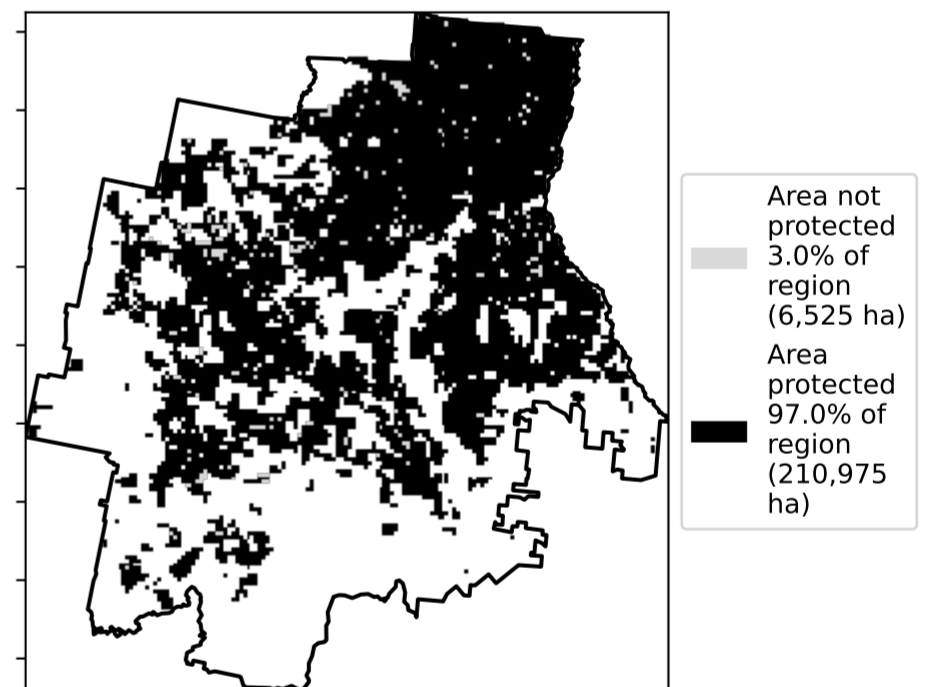 Area not
protected
3.0% of
region
(6,525 ha)
Area
protected
97.0% of
region
(210,975
ha)